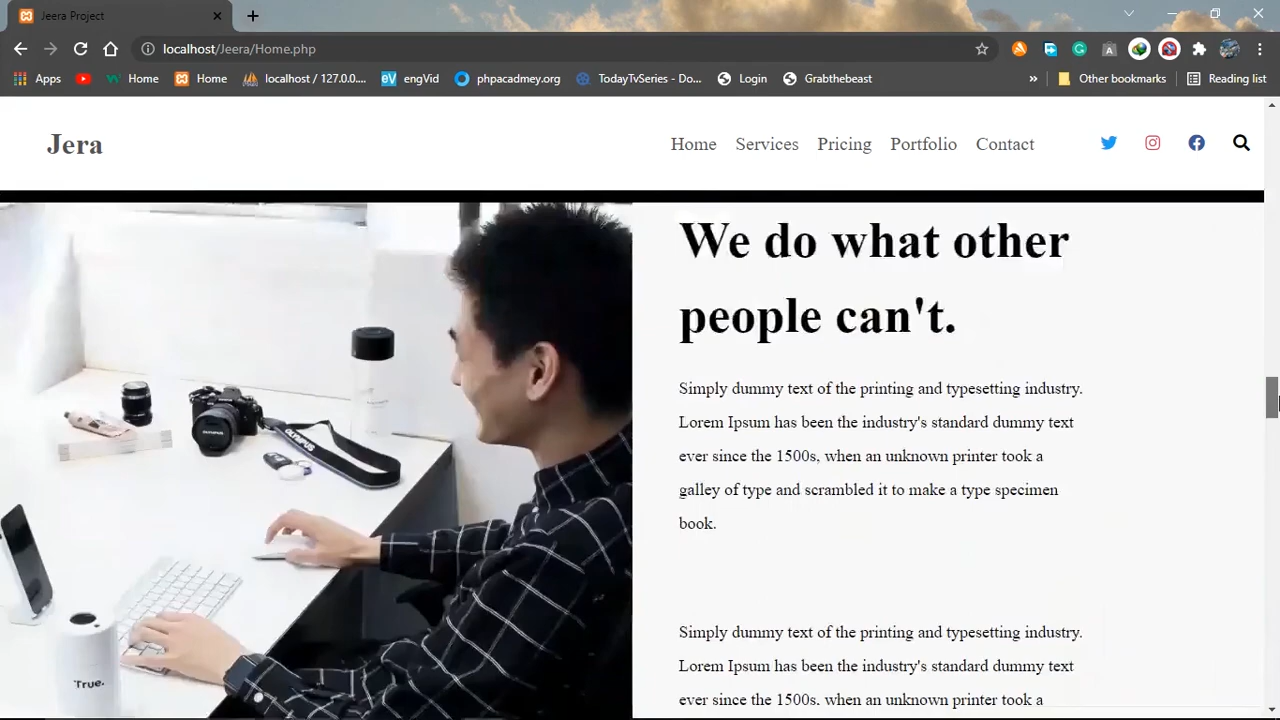 Jeera Project
localhost/Jeera/Home.php
Apps Home Home localhost / 127.0.0.... engVid phpacadmey.org TodayTvSeries - Do... Login Grabthebeast » Other bookmarks Reading list
Jera
Home Services Pricing Portfolio Contact
We do what other
people can't.
Simply dummy text of the printing and typesetting industry.
Lorem Ipsum has been the industry's standard dummy text
ever since the 1500s, when an unknown printer took a
galley of type and scrambled it to make a type specimen
book.
Simply dummy text of the printing and typesetting industry.
Lorem Ipsum has been the industry's standard dummy text
ever since the 1500s, when an unknown printer took a
OLYMPUS
True.